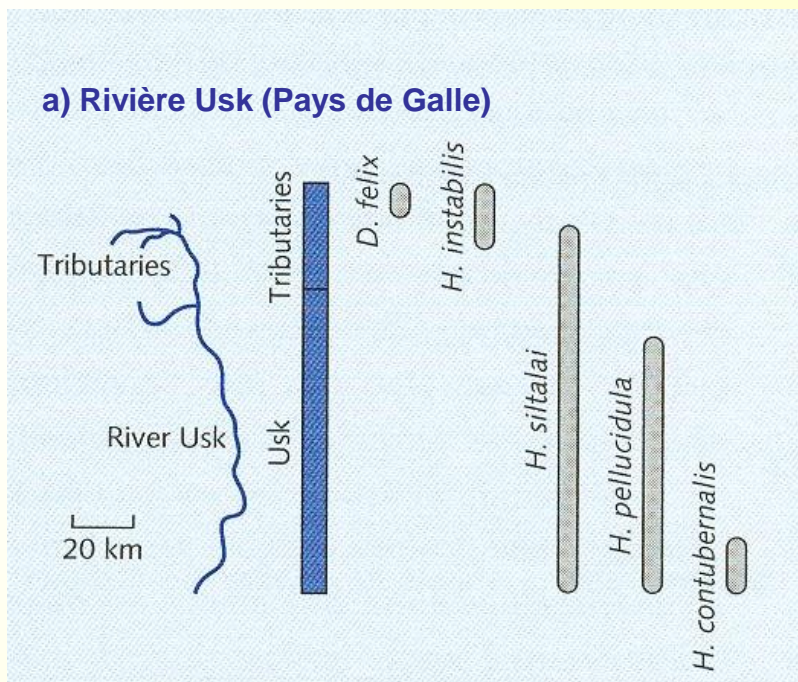 a) Rivière Usk (Pays de Galle)
Tributaries
River Usk
20 km
Tributaries
Usk
D. felix
H. instabilis
H. siltalai
H. pellucidula
H. contubernalis